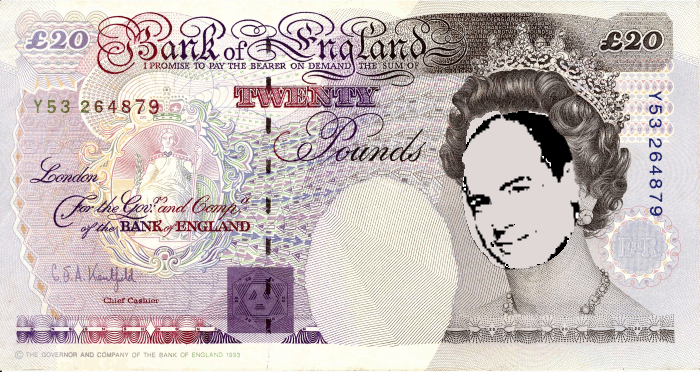 £20
Bank of England
£20
I PROMISE TO PAY THE BEARER ON DEMAND THE SUM OF
TWENTY
Pounds
Y53 264879
Y53 264879
London
For the Gov.r and Comp.a
of the BANK of ENGLAND
Chief Cashier
© THE GOVERNOR AND COMPANY OF THE BANK OF ENGLAND 1993